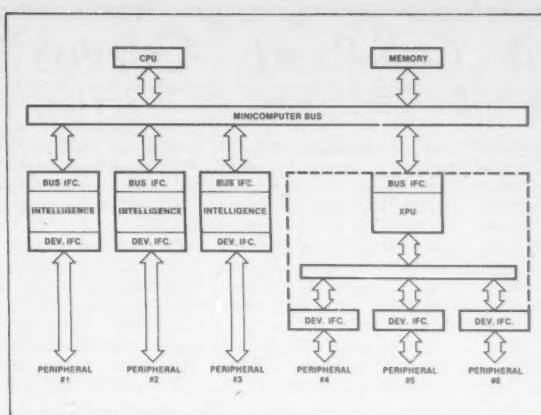 CPU
MEMORY
MINICOMPUTER BUS
BUS IFC.
BUS IFC.
BUS IFC.
BUS IFC.
INTELLIGENCE
INTELLIGENCE
INTELLIGENCE
XPU
DEV. IFC.
DEV. IFC.
DEV. IFC.
DEV. IFC.
DEV. IFC.
DEV. IFC.
PERIPHERAL
#1
PERIPHERAL
#2
PERIPHERAL
#3
PERIPHERAL
#4
PERIPHERAL
#5
PERIPHERAL
#6